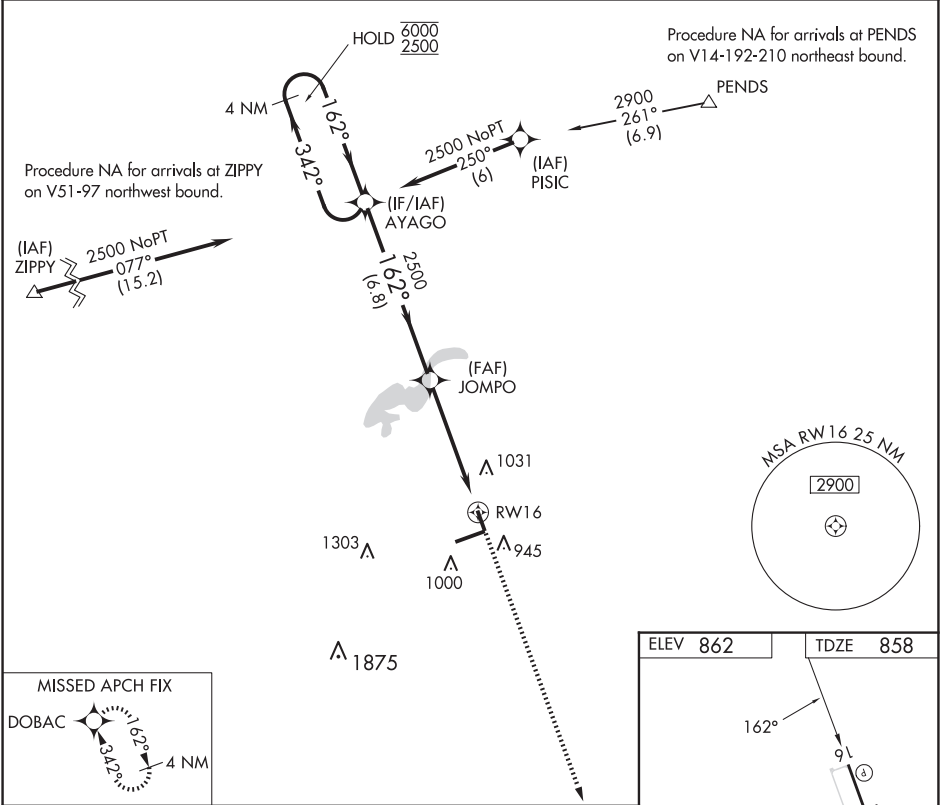 HOLD 6000
2500
Procedure NA for arrivals at PENDS
on V14-192-210 northeast bound.
PENDS
2900
261°
(6.9)
4 NM
162°
342°
2500 NoPT
250°
(6)
(IAF)
PISIC
Procedure NA for arrivals at ZIPPY
on V51-97 northwest bound.
(IF/IAF)
AYAGO
(IAF)
ZIPPY
2500 NoPT
077°
(15.2)
2500
162°
(6.8)
(FAF)
JOMPO
1031
RW16
1303
945
1000
1875
MSA RW16 25 NM
2900
MISSED APCH FIX
DOBAC
162°
342°
4 NM
ELEV 862
TDZE 858
162°
16
P